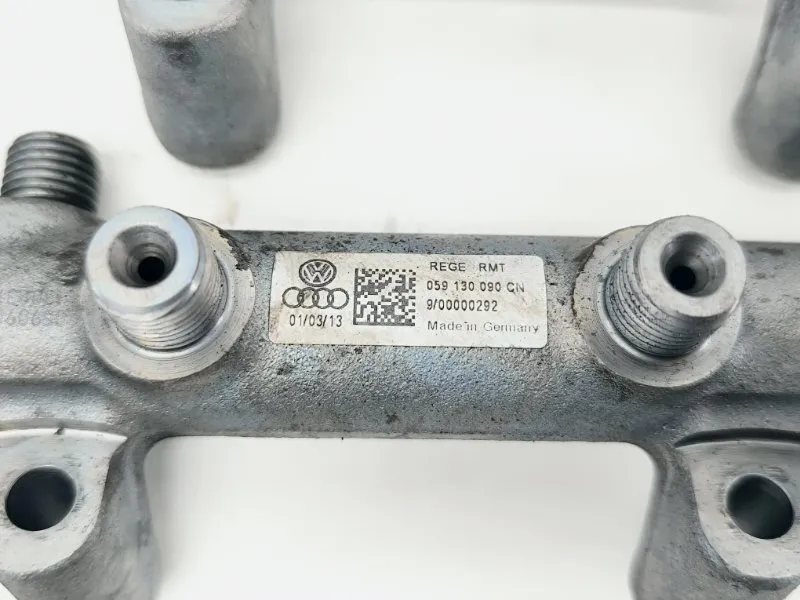 REGE RMT
059 130 090 CN
9/00000292
01/03/13
Made in Germany